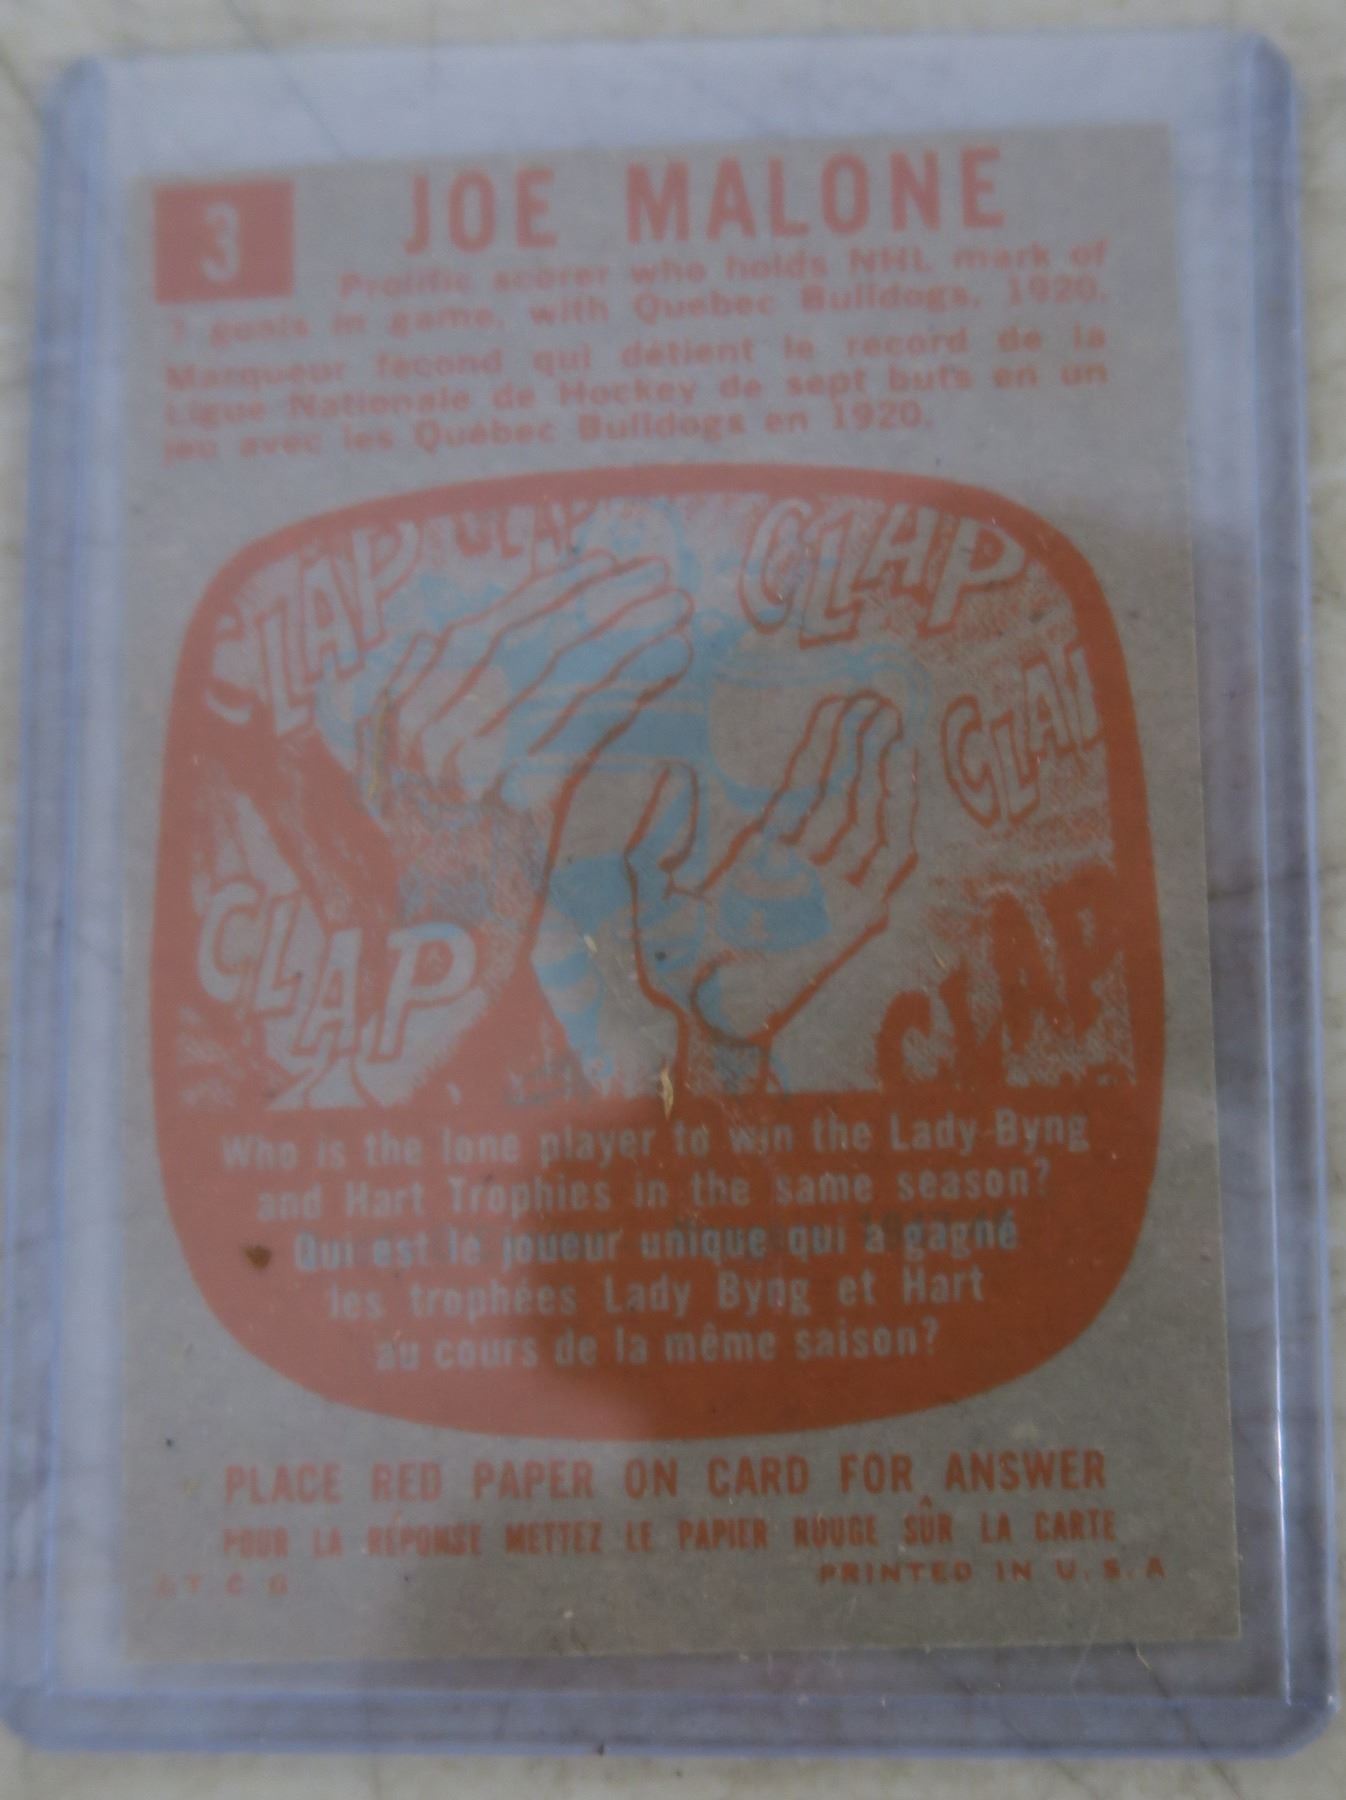 3
JOE MALONE
Prolific scorer who holds NHL mark of
7 goals in game, with Quebec Bulldogs, 1920.
Marqueur fecond qui détient le record de la
Ligue Nationale de Hockey de sept buts en un
jeu avec les Québec Bulldogs en 1920.
CLAP CLAP CLAP
CLAP
CLAP
CLAP
Who is the lone player to win the Lady Byng
and Hart Trophies in the same season?
Qui est le joueur unique qui a gagné
les trophées Lady Byng et Hart
au cours de la même saison?
PLACE RED PAPER ON CARD FOR ANSWER
POUR LA RÉPONSE METTEZ LE PAPIER ROUGE SÛR LA CARTE
© T C G PRINTED IN U.S.A